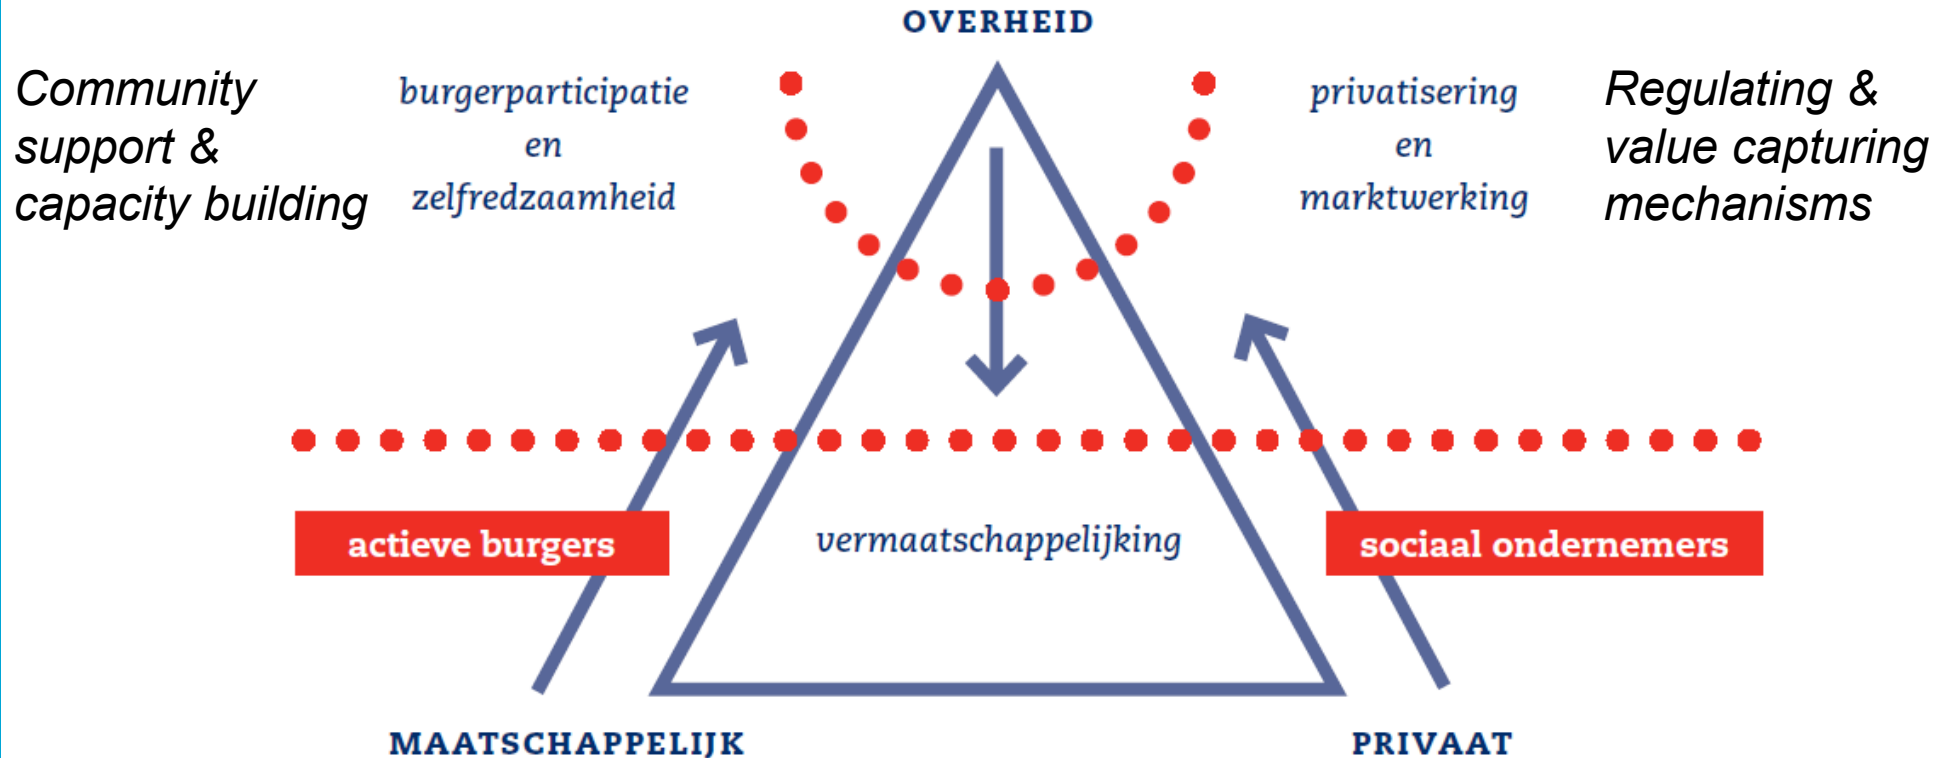 OVERHEID
Community
support &
capacity building
burgerparticipatie
en
zelfredzaamheid
privatisering
en
marktwerking
Regulating &
value capturing
mechanisms
actieve burgers
vermaatschappelijking
sociaal ondernemers
MAATSCHAPPELIJK
PRIVAAT